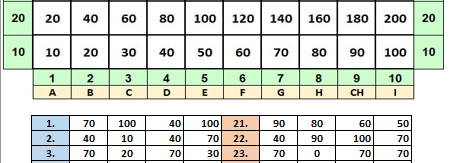 20 20 40 60 80 100 120 140 160 180 200 20
10 10 20 30 40 50 60 70 80 90 100 10
1 2 3 4 5 6 7 8 9 10
A B C D E F G H CH I
1. 70 100 40 100 21. 90 80 60 50
2. 40 10 40 70 22. 40 90 100 70
3. 70 20 70 30 23. 70 0 70 70